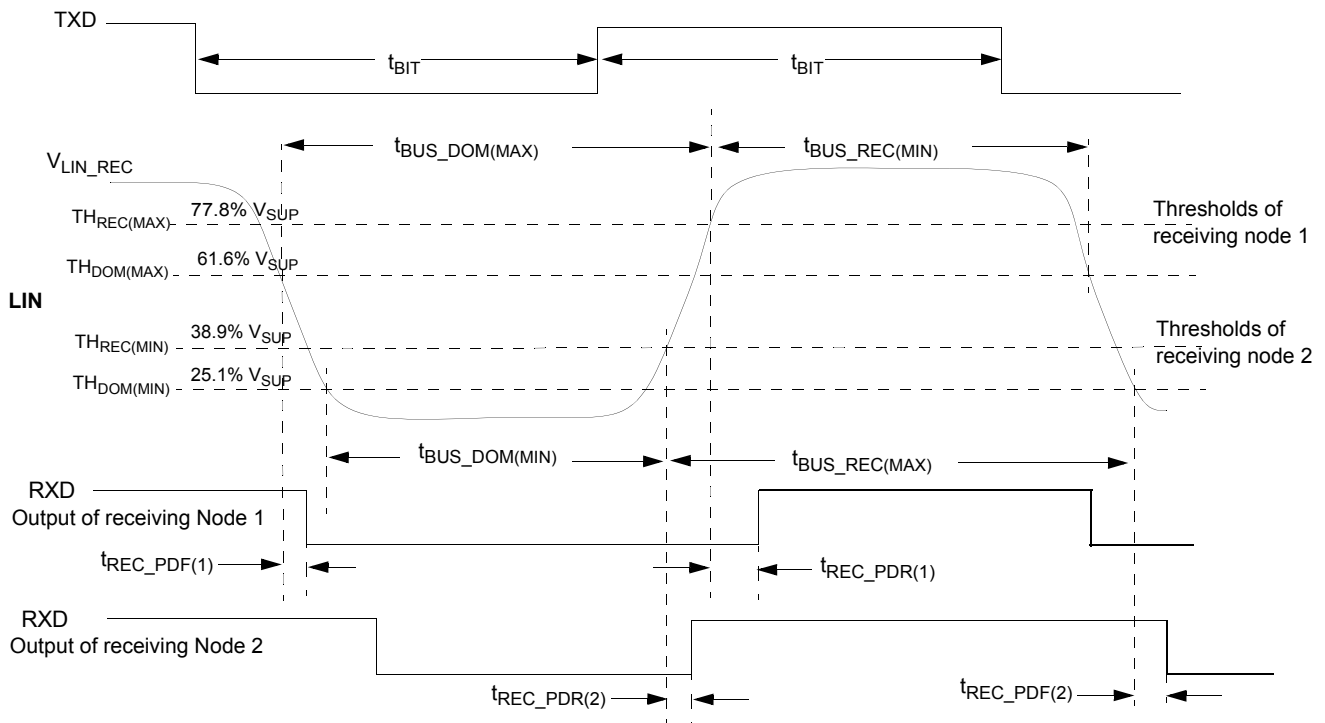 TXD
tBIT
tBIT
tBUS_DOM(MAX)
tBUS_REC(MIN)
VLIN_REC
THREC(MAX)
77.8% VSUP
Thresholds of
receiving node 1
THDOM(MAX)
61.6% VSUP
LIN
THREC(MIN)
38.9% VSUP
Thresholds of
receiving node 2
THDOM(MIN)
25.1% VSUP
tBUS_DOM(MIN)
tBUS_REC(MAX)
RXD
Output of receiving Node 1
tREC_PDF(1)
tREC_PDR(1)
RXD
Output of receiving Node 2
tREC_PDR(2)
tREC_PDF(2)